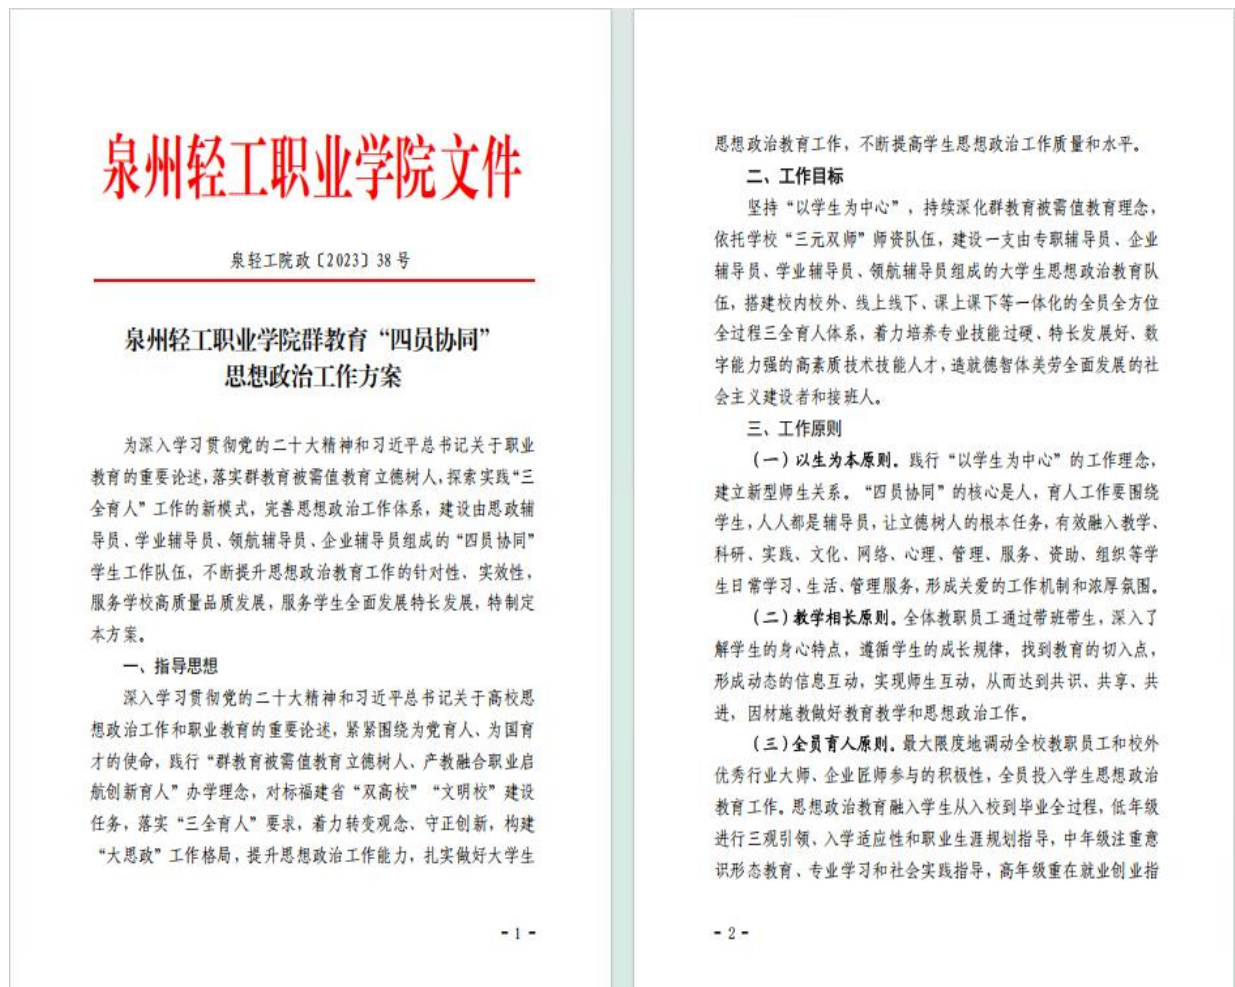 泉州轻工职业学院文件
泉轻工院政〔2023〕38 号
泉州轻工职业学院群教育“四员协同”
思想政治工作方案
为深入学习贯彻党的二十大精神和习近平总书记关于职业
教育的重要论述,落实群教育被需值教育立德树人,探索实践“三
全育人”工作的新模式，完善思想政治工作体系，建设由思政辅
导员、学业辅导员、领航辅导员、企业辅导员组成的“四员协同”
学生工作队伍，不断提升思想政治教育工作的针对性、实效性，
服务学校高质量品质发展，服务学生全面发展特长发展，特制定
本方案。
一、指导思想
深入学习贯彻党的二十大精神和习近平总书记关于高校思
想政治工作和职业教育的重要论述，紧紧围绕为党育人、为国育
才的使命，践行“群教育被需值教育立德树人、产教融合职业启
航创新育人”办学理念，对标福建省“双高校”“文明校”建设
任务，落实“三全育人”要求，着力转变观念、守正创新，构建
“大思政”工作格局，提升思想政治工作能力，扎实做好大学生
- 1 -
思想政治教育工作，不断提高学生思想政治工作质量和水平。
二、工作目标
坚持“以学生为中心”，持续深化群教育被需值教育理念，
依托学校“三元双师”师资队伍，建设一支由专职辅导员、企业
辅导员、学业辅导员、领航辅导员组成的大学生思想政治教育队
伍，搭建校内校外、线上线下、课上课下等一体化的全员全方位
全过程三全育人体系，着力培养专业技能过硬、特长发展好、数
字能力强的高素质技术技能人才，造就德智体美劳全面发展的社
会主义建设者和接班人。
三、工作原则
（一）以生为本原则。践行“以学生为中心”的工作理念，
建立新型师生关系。“四员协同”的核心是人，育人工作要围绕
学生，人人都是辅导员，让立德树人的根本任务，有效融入教学、
科研、实践、文化、网络、心理、管理、服务、资助、组织等学
生日常学习、生活、管理服务，形成关爱的工作机制和浓厚氛围。
（二）教学相长原则。全体教职员工通过带班带生，深入了
解学生的身心特点，遵循学生的成长规律，找到教育的切入点，
形成动态的信息互动，实现师生互动，从而达到共识、共享、共
进，因材施教做好教育教学和思想政治工作。
（三）全员育人原则。最大限度地调动全校教职员工和校外
优秀行业大师、企业匠师参与的积极性，全员投入学生思想政治
教育工作。思想政治教育融入学生从入校到毕业全过程，低年级
进行三观引领、入学适应性和职业生涯规划指导，中年级注重意
识形态教育、专业学习和社会实践指导，高年级重在就业创业指
- 2 -